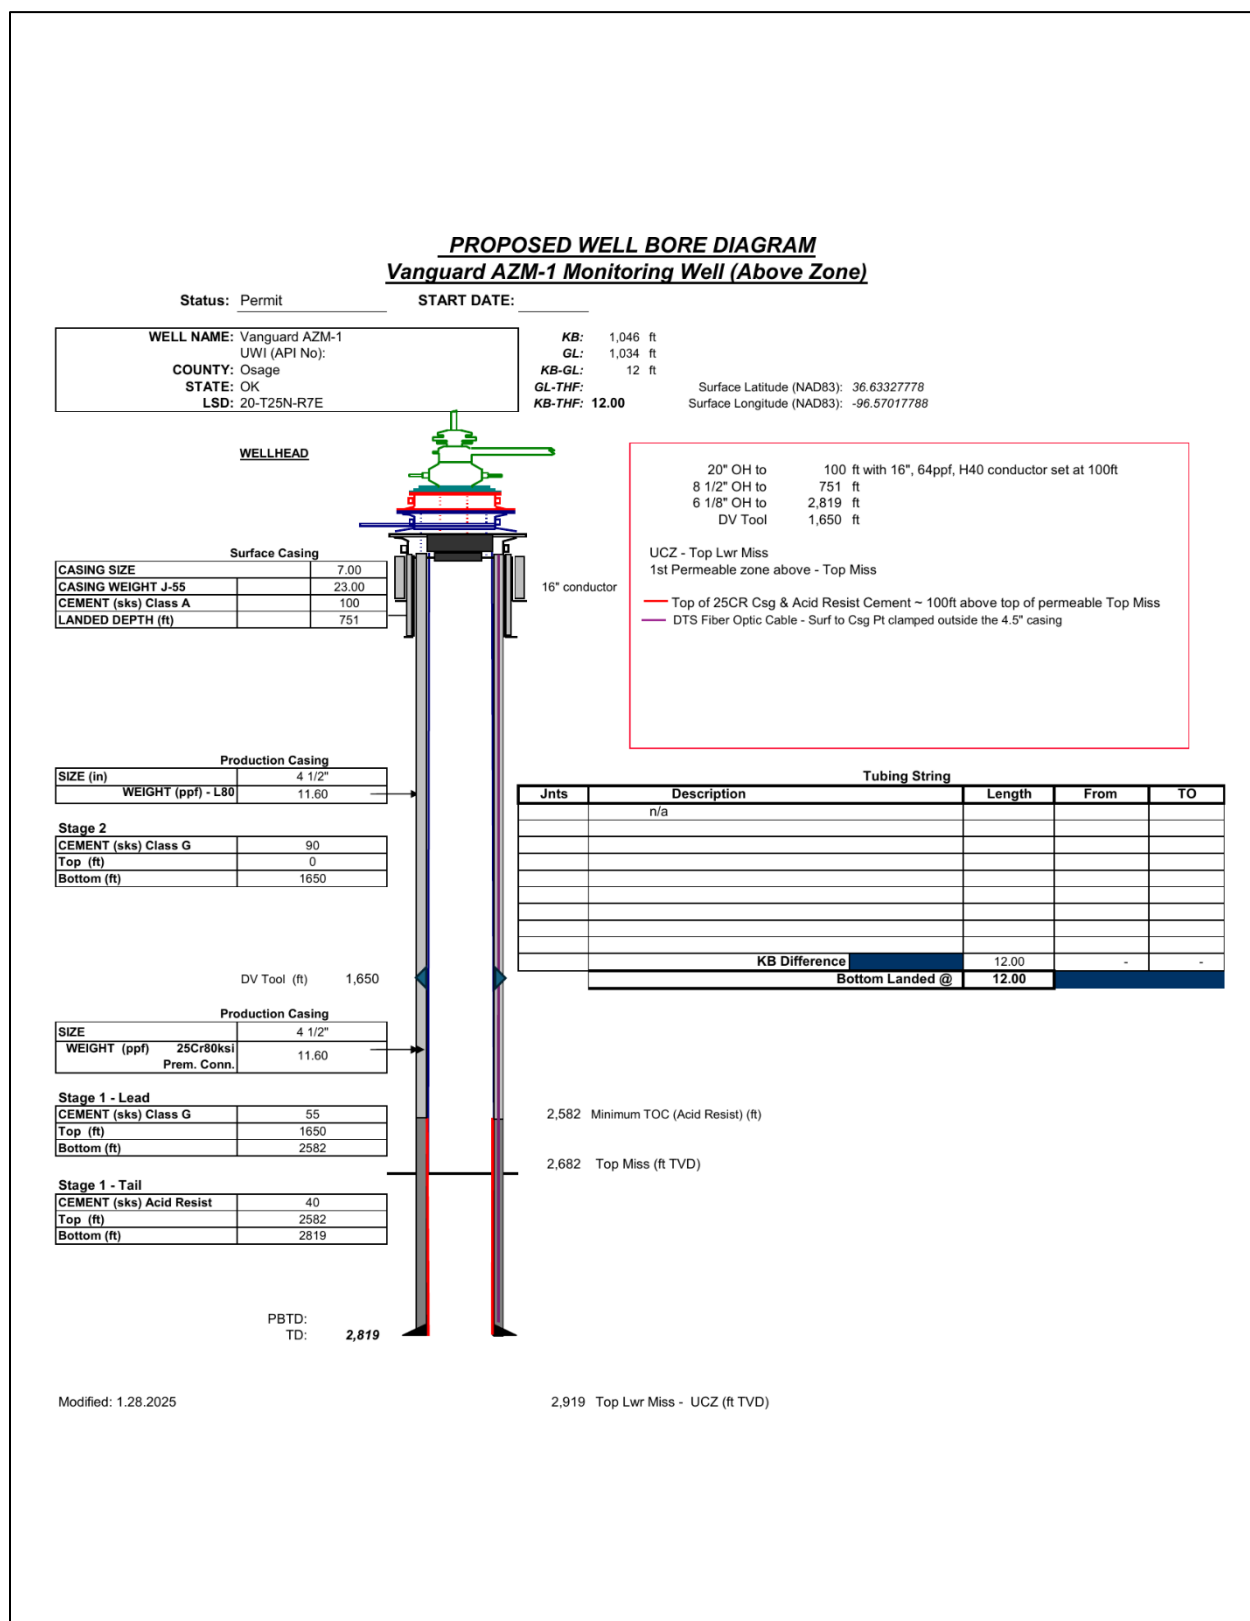 PROPOSED WELL BORE DIAGRAM
Vanguard AZM-1 Monitoring Well (Above Zone)
Status: Permit START DATE:
WELL NAME: Vanguard AZM-1
UWI (API No):
COUNTY: Osage
STATE: OK
LSD: 20-T25N-R7E
KB: 1,046 ft
GL: 1,034 ft
KB-GL: 12 ft
GL-THF:
KB-THF: 12.00
Surface Latitude (NAD83): 36.63327778
Surface Longitude (NAD83): -96.57017788
WELLHEAD
20" OH to 100 ft with 16", 64ppf, H40 conductor set at 100ft
8 1/2" OH to 751 ft
6 1/8" OH to 2,819 ft
DV Tool 1,650 ft
UCZ - Top Lwr Miss
1st Permeable zone above - Top Miss
Top of 25CR Csg & Acid Resist Cement ~ 100ft above top of permeable Top Miss
DTS Fiber Optic Cable - Surf to Csg Pt clamped outside the 4.5" casing
Surface Casing
CASING SIZE 7.00
CASING WEIGHT J-55 23.00
CEMENT (sks) Class A 100
LANDED DEPTH (ft) 751
16" conductor
Production Casing
SIZE (in) 4 1/2"
WEIGHT (ppf) - L80 11.60
Stage 2
CEMENT (sks) Class G 90
Top (ft) 0
Bottom (ft) 1650
Tubing String
Jnts Description Length From TO
n/a
KB Difference 12.00 - -
Bottom Landed @ 12.00
DV Tool (ft) 1,650
Production Casing
SIZE 4 1/2"
WEIGHT (ppf) 25Cr80ksi 11.60
Prem. Conn.
Stage 1 - Lead
CEMENT (sks) Class G 55
Top (ft) 1650
Bottom (ft) 2582
2,582 Minimum TOC (Acid Resist) (ft)
2,682 Top Miss (ft TVD)
Stage 1 - Tail
CEMENT (sks) Acid Resist 40
Top (ft) 2582
Bottom (ft) 2819
PBTD:
TD: 2,819
Modified: 1.28.2025
2,919 Top Lwr Miss - UCZ (ft TVD)